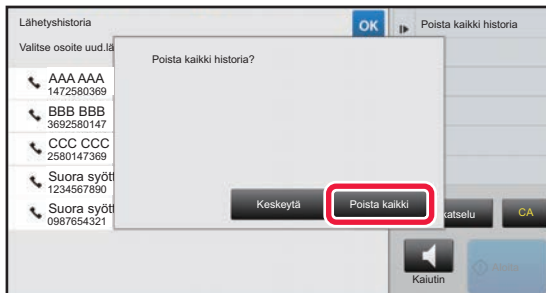 Lähetyshistoria
OK
Poista kaikki historia
Valitse osoite uud.lä
Poista kaikki historia?
AAA AAA
1472580369
BBB BBB
3692580147
CCC CCC
2580147369
Suora syött
1234567890
Suora syött
0987654321
Keskeytä
Poista kaikki
katselu
CA
Kaiutin